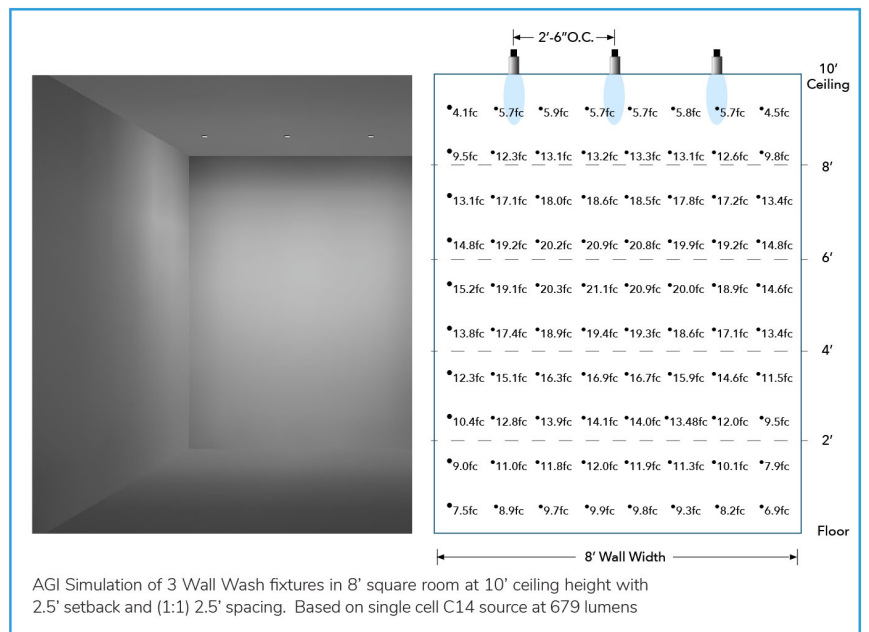 2'-6"O.C.
10'
Ceiling
4.1fc 5.7fc 5.9fc 5.7fc 5.7fc 5.8fc 5.7fc 4.5fc
9.5fc 12.3fc 13.1fc 13.2fc 13.3fc 13.1fc 12.6fc 9.8fc
8'
13.1fc 17.1fc 18.0fc 18.6fc 18.5fc 17.8fc 17.2fc 13.4fc
14.8fc 19.2fc 20.2fc 20.9fc 20.8fc 19.9fc 19.2fc 14.8fc
6'
15.2fc 19.1fc 20.3fc 21.1fc 20.9fc 20.0fc 18.9fc 14.6fc
13.8fc 17.4fc 18.9fc 19.4fc 19.3fc 18.6fc 17.1fc 13.4fc
4'
12.3fc 15.1fc 16.3fc 16.9fc 16.7fc 15.9fc 14.6fc 11.5fc
10.4fc 12.8fc 13.9fc 14.1fc 14.0fc 13.48fc 12.0fc 9.5fc
2'
9.0fc 11.0fc 11.8fc 12.0fc 11.9fc 11.3fc 10.1fc 7.9fc
7.5fc 8.9fc 9.7fc 9.9fc 9.8fc 9.3fc 8.2fc 6.9fc
Floor
8' Wall Width
AGI Simulation of 3 Wall Wash fixtures in 8' square room at 10' ceiling height with
2.5' setback and (1:1) 2.5' spacing. Based on single cell C14 source at 679 lumens